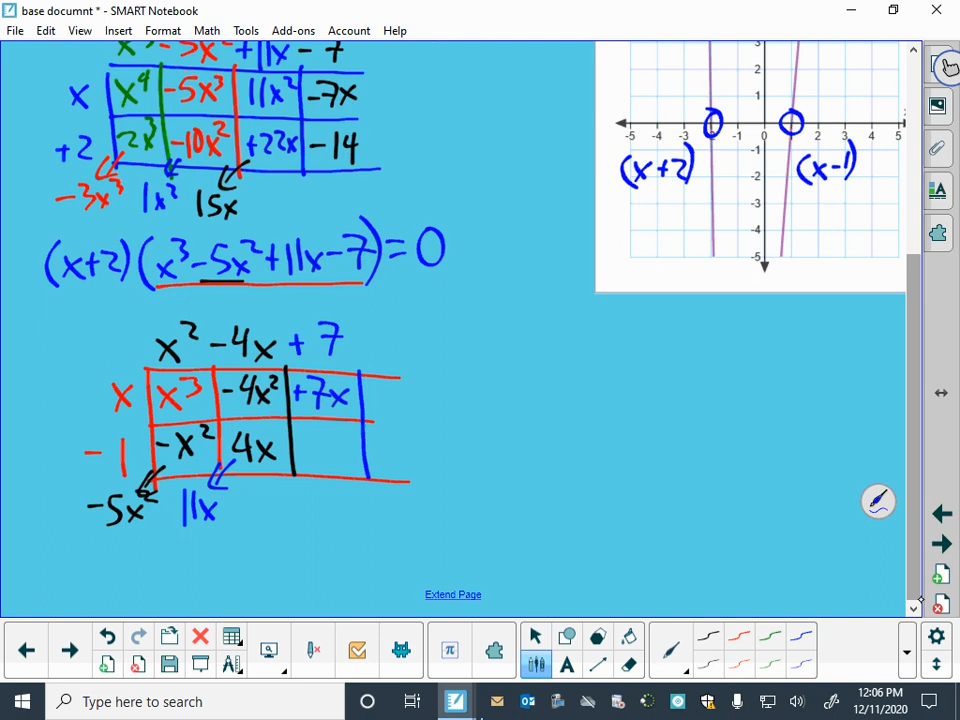 base documnt * - SMART Notebook
File Edit View Insert Format Math Tools Add-ons Account Help
x³ - 5x² + 11x - 7
x x⁴ -5x³ 11x² -7x
+2 2x³ -10x² +22x -14
-3x³ 1x² 15x
(x+2)(x³-5x²+11x-7)=0
x² - 4x + 7
x x³ -4x² +7x
-1 -x² 4x
-5x² 11x
3
2
1
-5 -4 -3 -1 0 1 2 3 4 5
-1
-2
-3
-4
-5
(x+2) (x-1)
Extend Page
π A
Type here to search
12:06 PM
12/11/2020